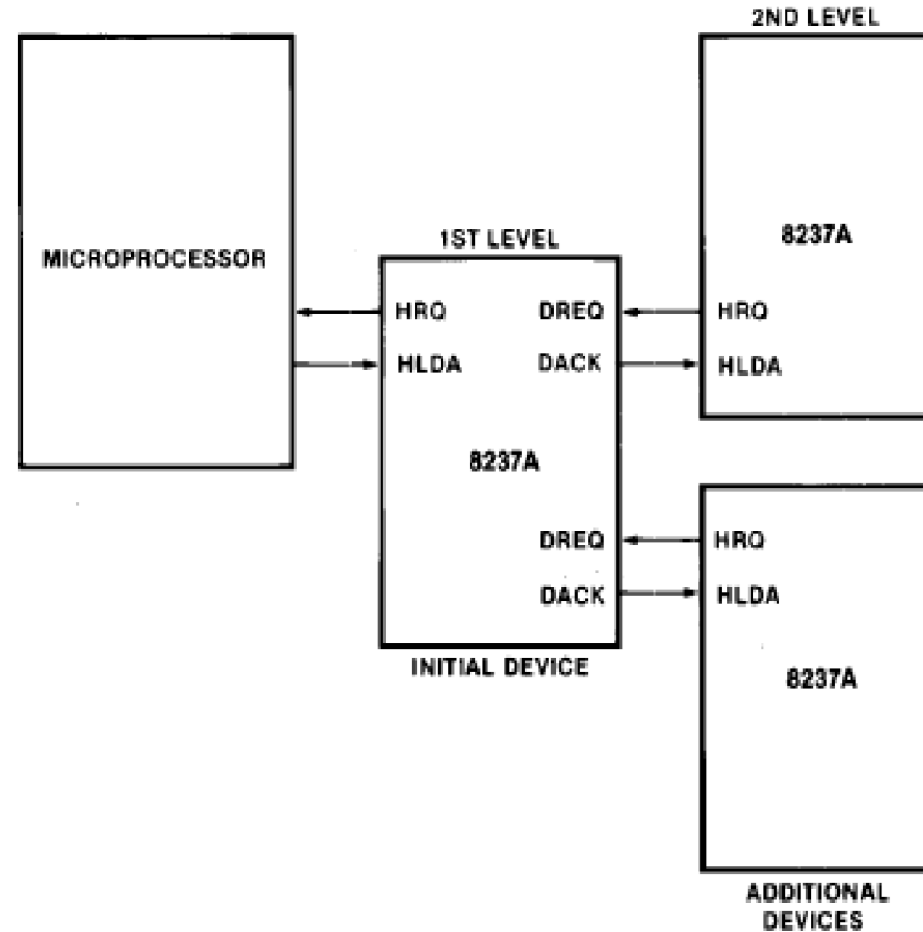 2ND LEVEL
8237A
MICROPROCESSOR
1ST LEVEL
HRQ
DREQ
HRQ
HLDA
DACK
HLDA
8237A
DREQ
HRQ
DACK
HLDA
INITIAL DEVICE
8237A
ADDITIONAL
DEVICES